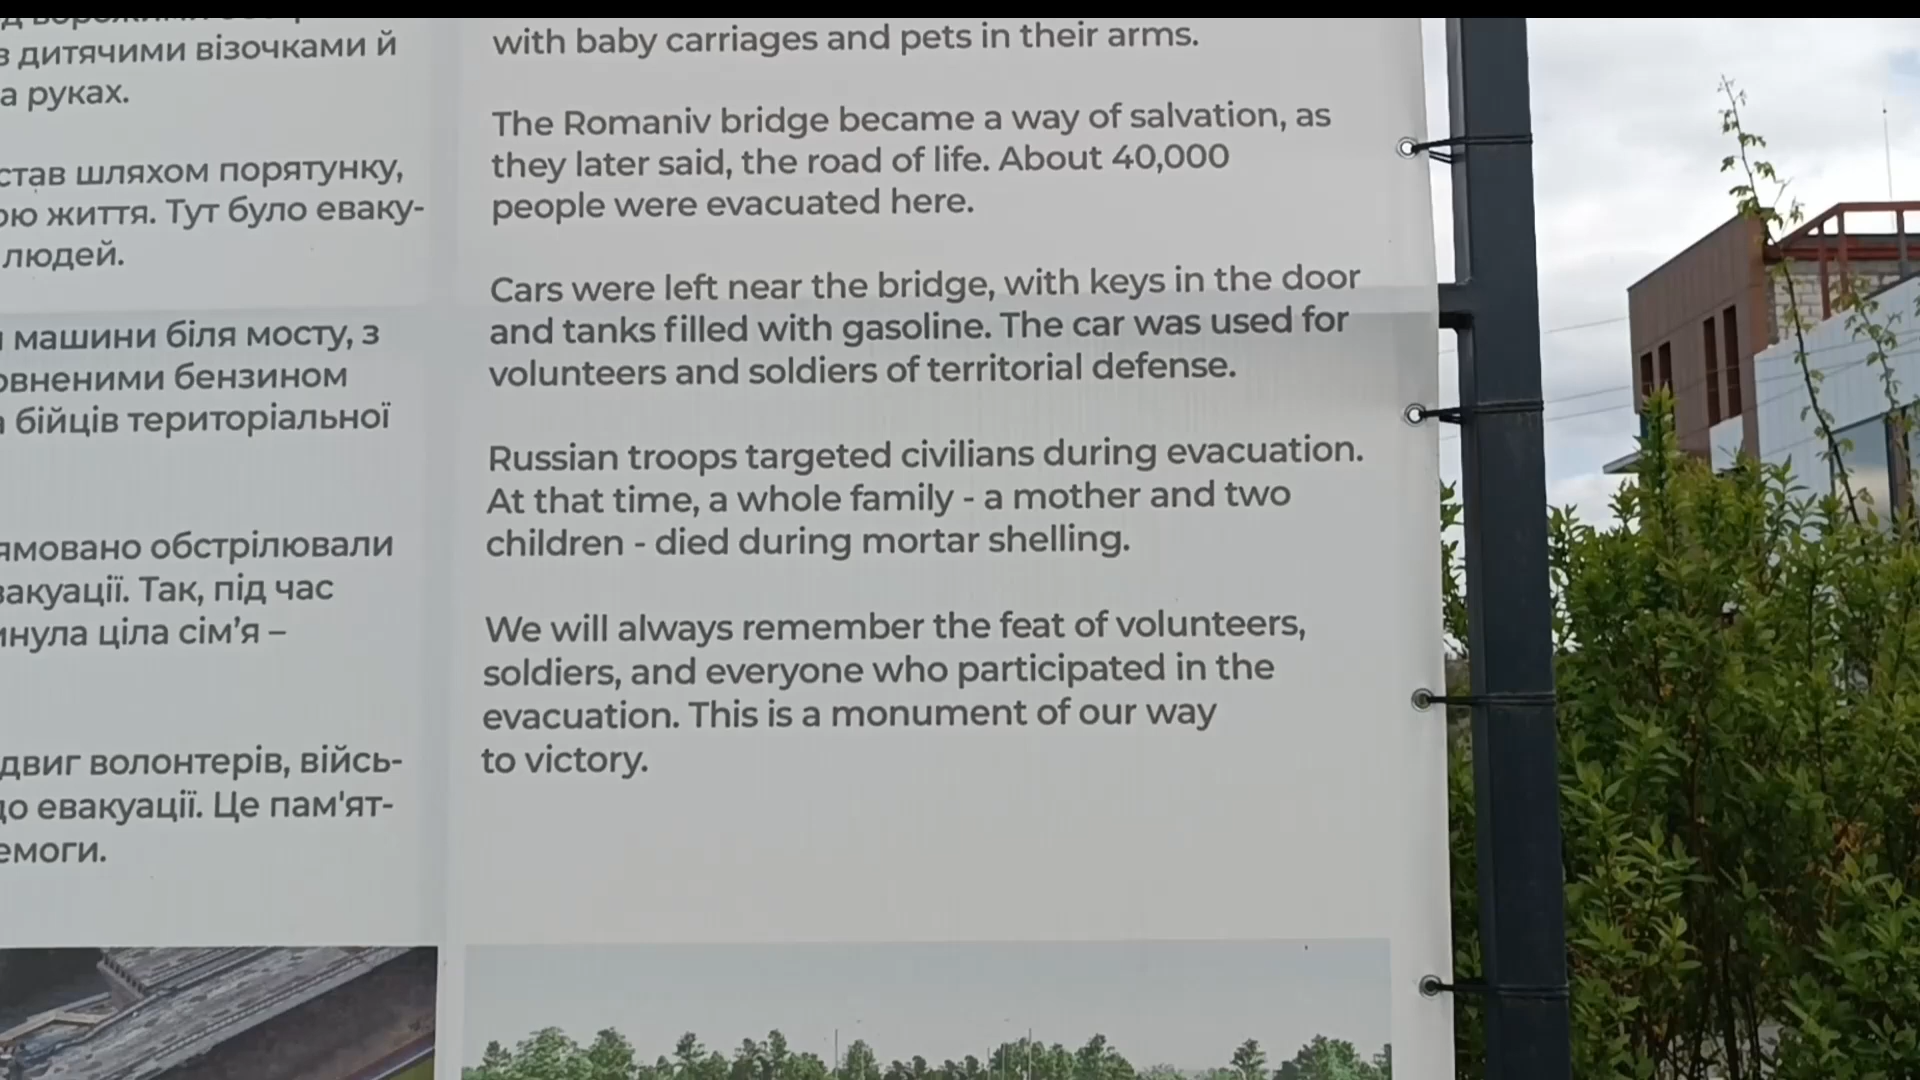 з дитячими візочками й
а руках.
став шляхом порятунку,
ою життя. Тут було еваку-
людей.
машини біля мосту, з
овненими бензином
бійців територіальної
ямовано обстрілювали
вакуації. Так, під час
инула ціла сім’я –
двиг волонтерів, війсь-
до евакуації. Це пам'ят-
емоги.
with baby carriages and pets in their arms.
The Romaniv bridge became a way of salvation, as
they later said, the road of life. About 40,000
people were evacuated here.
Cars were left near the bridge, with keys in the door
and tanks filled with gasoline. The car was used for
volunteers and soldiers of territorial defense.
Russian troops targeted civilians during evacuation.
At that time, a whole family - a mother and two
children - died during mortar shelling.
We will always remember the feat of volunteers,
soldiers, and everyone who participated in the
evacuation. This is a monument of our way
to victory.